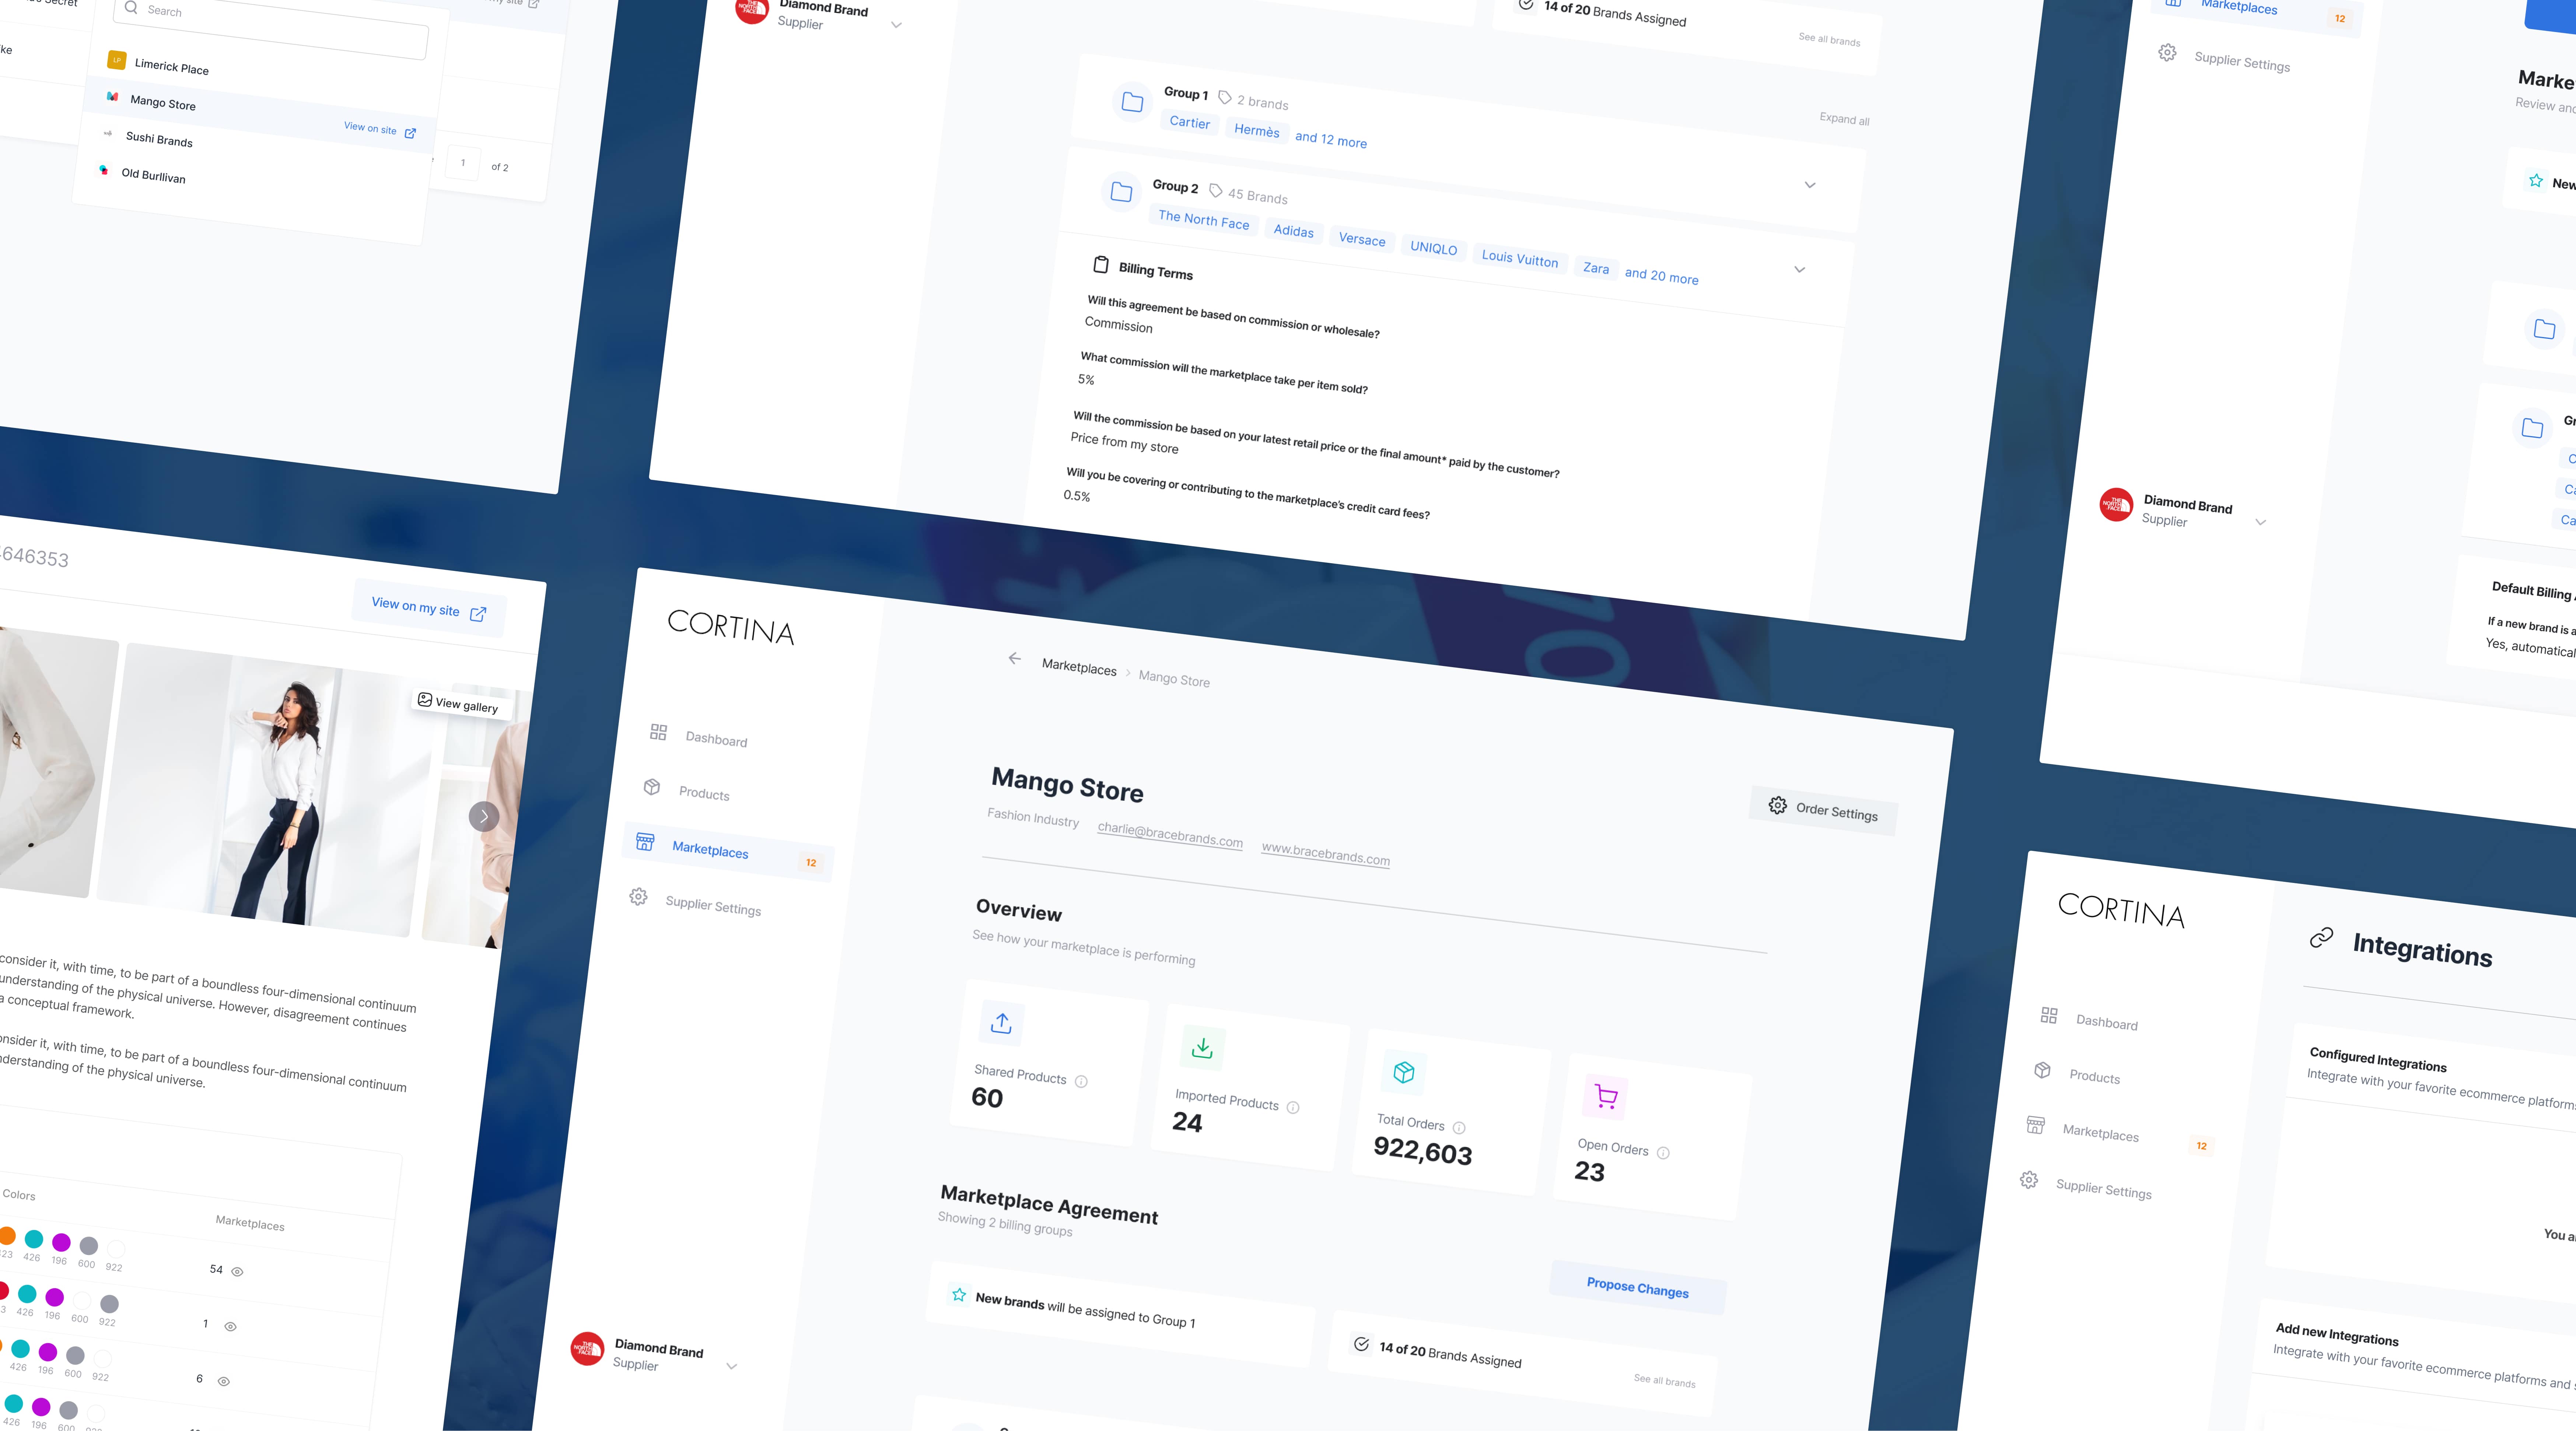 Secret
my site
Search
Limerick Place
Mango Store
View on site
Sushi Brands
Old Burllivan
1
of 2
Diamond Brand
Supplier
14 of 20 Brands Assigned
See all brands
Expand all
Group 1
2 brands
Cartier
Hermès
and 12 more
Group 2
45 Brands
The North Face
Adidas
Versace
UNIQLO
Louis Vuitton
Zara
and 20 more
Billing Terms
Will this agreement be based on commission or wholesale?
Commission
What commission will the marketplace take per item sold?
5%
Will the commission be based on your latest retail price or the final amount* paid by the customer?
Price from my store
Will you be covering or contributing to the marketplace's credit card fees?
0.5%
Marketplaces
12
Supplier Settings
Diamond Brand
Supplier
Review
New
Default Billing
If a new brand is a
Yes,
646353
View on my site
View gallery
consider it, with time, to be part of a boundless four-dimensional continuum
understanding of the physical universe. However, disagreement continues
a conceptual framework.
consider it, with time, to be part of a boundless four-dimensional continuum
understanding of the physical universe.
Colors
Marketplaces
426 196 600 922
54
426 196 600 922
1
426 196 600 922
6
426 196 600
CORTINA
Dashboard
Products
Marketplaces
12
Supplier Settings
THE NORTH FACE
Diamond Brand
Supplier
Marketplaces > Mango Store
Mango Store
Fashion Industry
charlie@bracebrands.com
www.bracebrands.com
Order Settings
Overview
See how your marketplace is performing
Shared Products
60
Imported Products
24
Total Orders
922,603
Open Orders
23
Marketplace Agreement
Showing 2 billing groups
Propose Changes
New brands will be assigned to Group 1
14 of 20 Brands Assigned
See all brands
CORTINA
Dashboard
Products
Marketplaces
12
Supplier Settings
Integrations
Configured Integrations
Integrate with your favorite ecommerce platform
You
Add new Integrations
Integrate with your favorite ecommerce platforms and